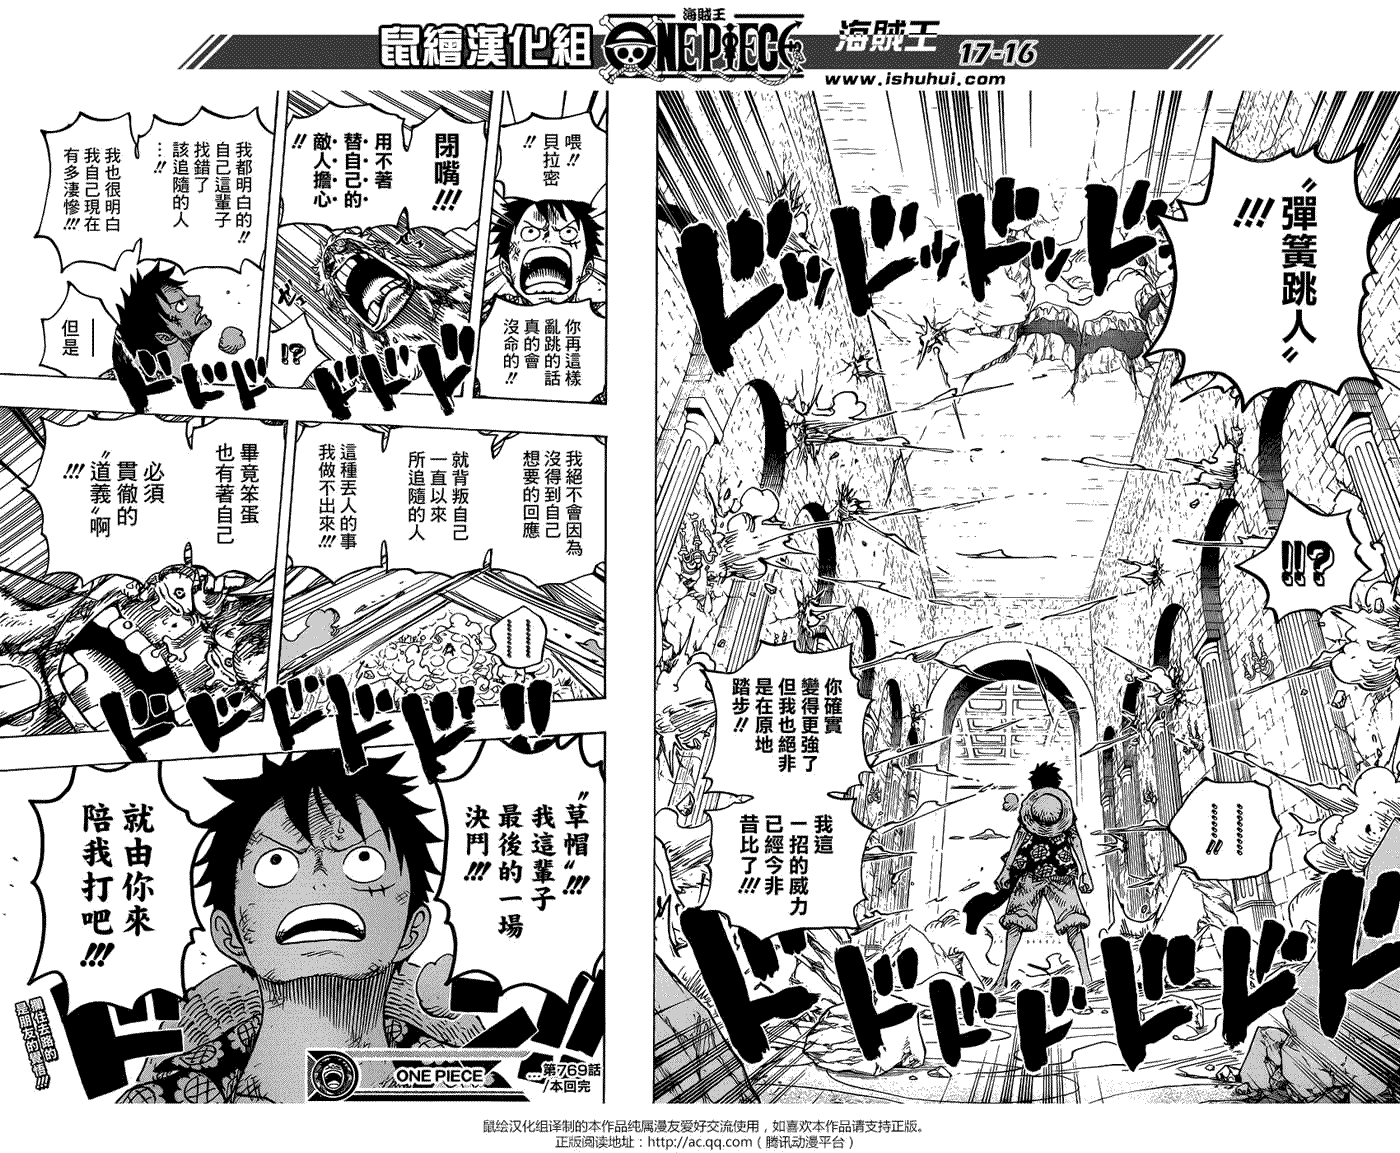 鼠繪漢化組
海賊王
ONE PIECE
海賊王
17-16
www.ishuhui.com
〝彈簧跳人〞
!!!
!!?
ドドドドドド
你確實
變得更強了
但我也絕非
是在原地
踏步!!
我這
一招的威力
已經今非
昔比了!!!
………
………!!
ドドドドドドド
喂!!
貝拉密
!!
你再這樣
亂跳的話
真的會
沒命的!!
閉嘴!!!
用不著
替自己的
敵人擔心
!!
!?
ドドドド
我都明白的!!
自己這輩子
找錯了
該追隨的人
…!!
我也很明白
我自己現在
有多淒慘!!!
但是——
ドドドド
我絕不會因為
沒得到自己
想要的回應
就背叛自己
一直以來
所追隨的人
這種丟人的事
我做不出來!!!
………
畢竟笨蛋
也有著自己
必須
貫徹的
〝道義〞啊
!!!
ドドドドドドド!!
〝草帽〞!!!
我這輩子
最後的一場
決鬥!!!
就由你來
陪我打吧!!!
ド
攔住去路的
是朋友的覺悟!!!
ONE PIECE
…第769話
/本回完
鼠绘汉化组译制的本作品纯属漫友爱好交流使用，如喜欢本作品请支持正版。
正版阅读地址：http://ac.qq.com（腾讯动漫平台）